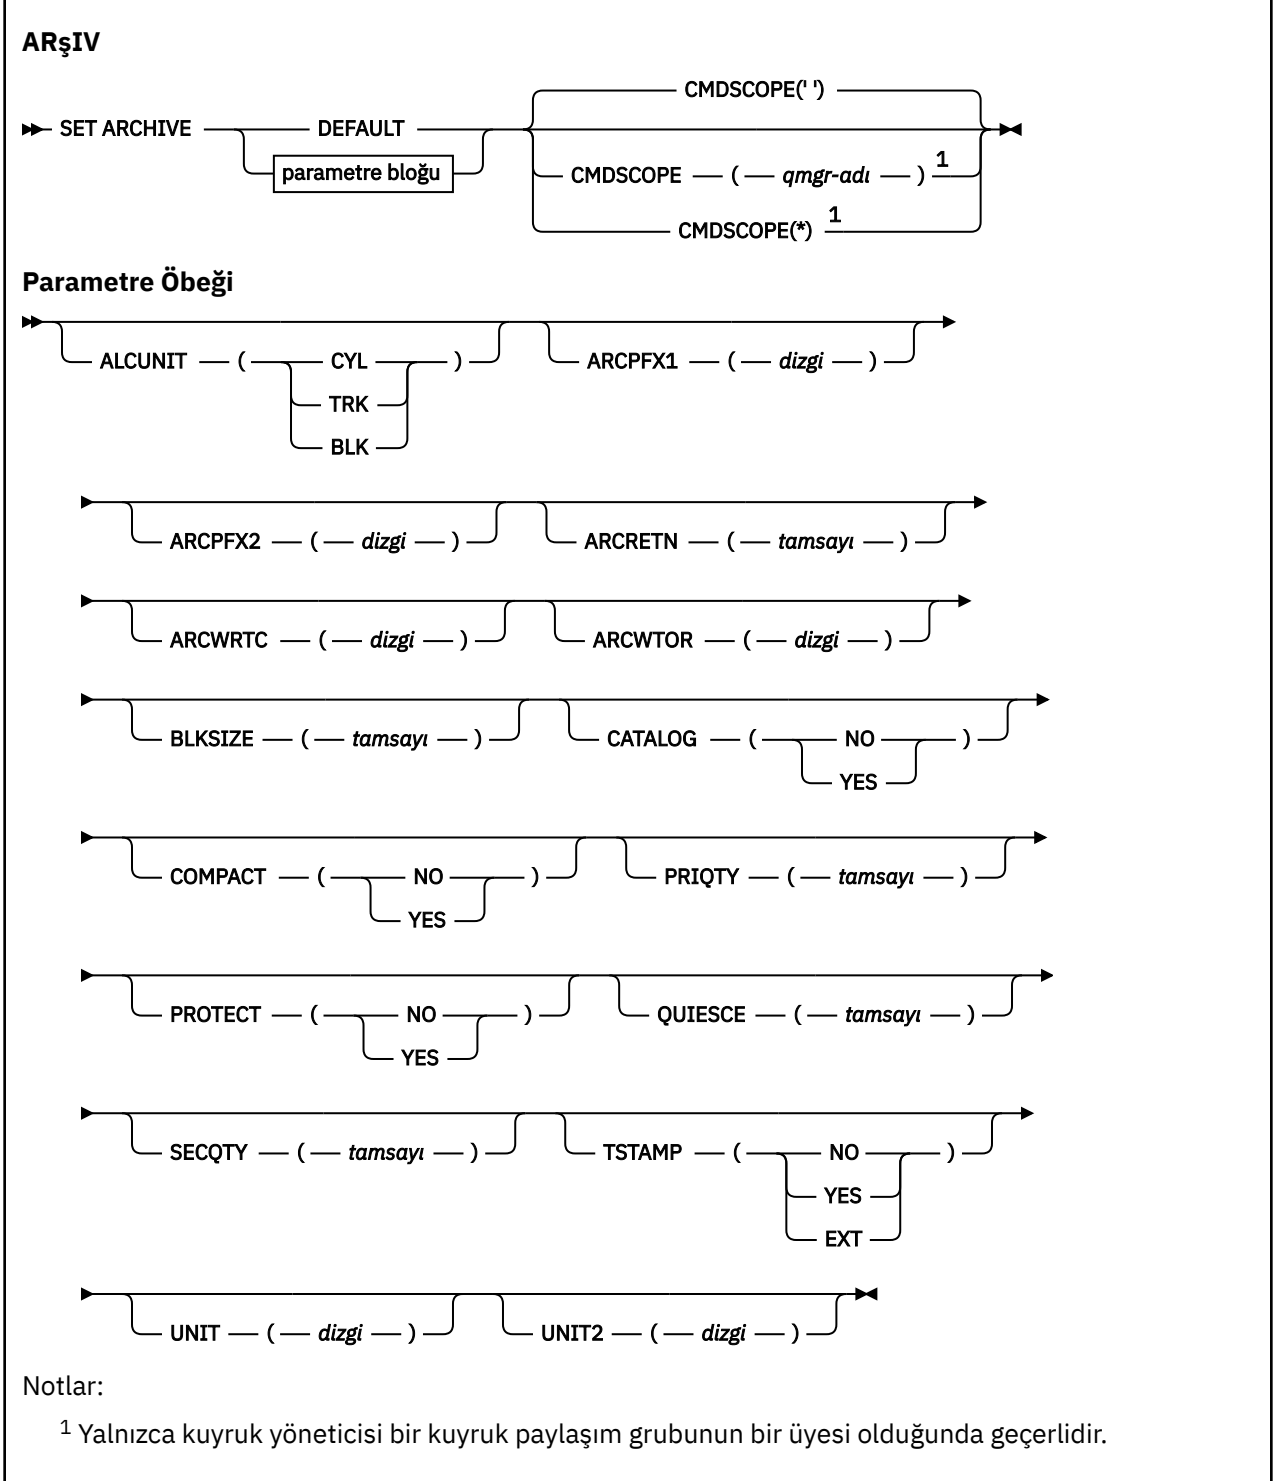 ARşIV
CMDSCOPE(' ')
SET ARCHIVE DEFAULT
parametre bloğu CMDSCOPE ( qmgr-adı ) 1
CMDSCOPE(*) 1
Parametre Öbeği
ALCUNIT ( CYL ) ARCPFX1 ( dizgi )
TRK
BLK
ARCPFX2 ( dizgi ) ARCRETN ( tamsayı )
ARCWRTC ( dizgi ) ARCWTOR ( dizgi )
BLKSIZE ( tamsayı ) CATALOG ( NO )
YES
COMPACT ( NO ) PRIQTY ( tamsayı )
YES
PROTECT ( NO ) QUIESCE ( tamsayı )
YES
SECQTY ( tamsayı ) TSTAMP ( NO )
YES
EXT
UNIT ( dizgi ) UNIT2 ( dizgi )
Notlar:
1 Yalnızca kuyruk yöneticisi bir kuyruk paylaşım grubunun bir üyesi olduğunda geçerlidir.